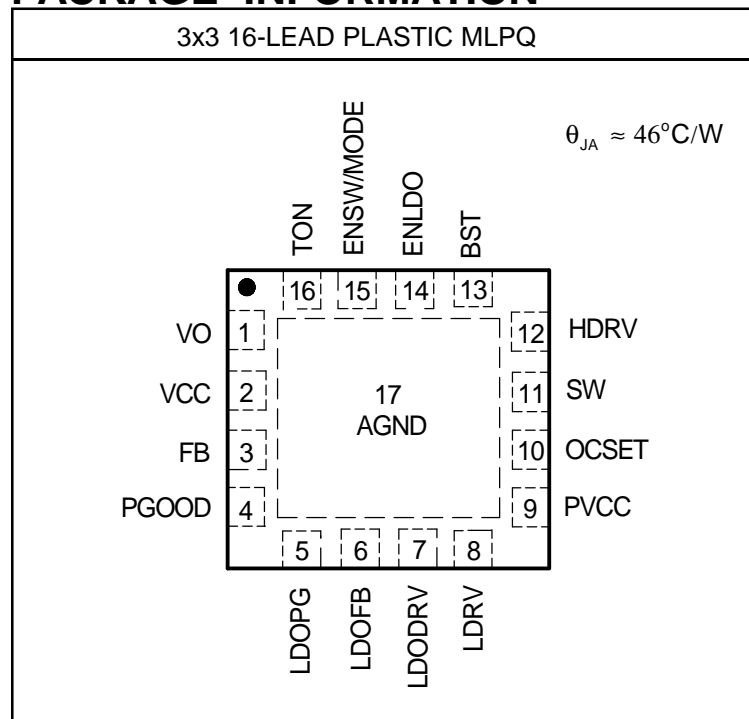 PACKAGE INFORMATION
3x3 16-LEAD PLASTIC MLPQ
θJA ≈ 46°C/W
TON
ENSW/MODE
ENLDO
BST
16 15 14 13
VO 1
12 HDRV
VCC 2
11 SW
17
AGND
FB 3
10 OCSET
PGOOD 4
9 PVCC
5 6 7 8
LDOPG
LDOFB
LDODRV
LDRV